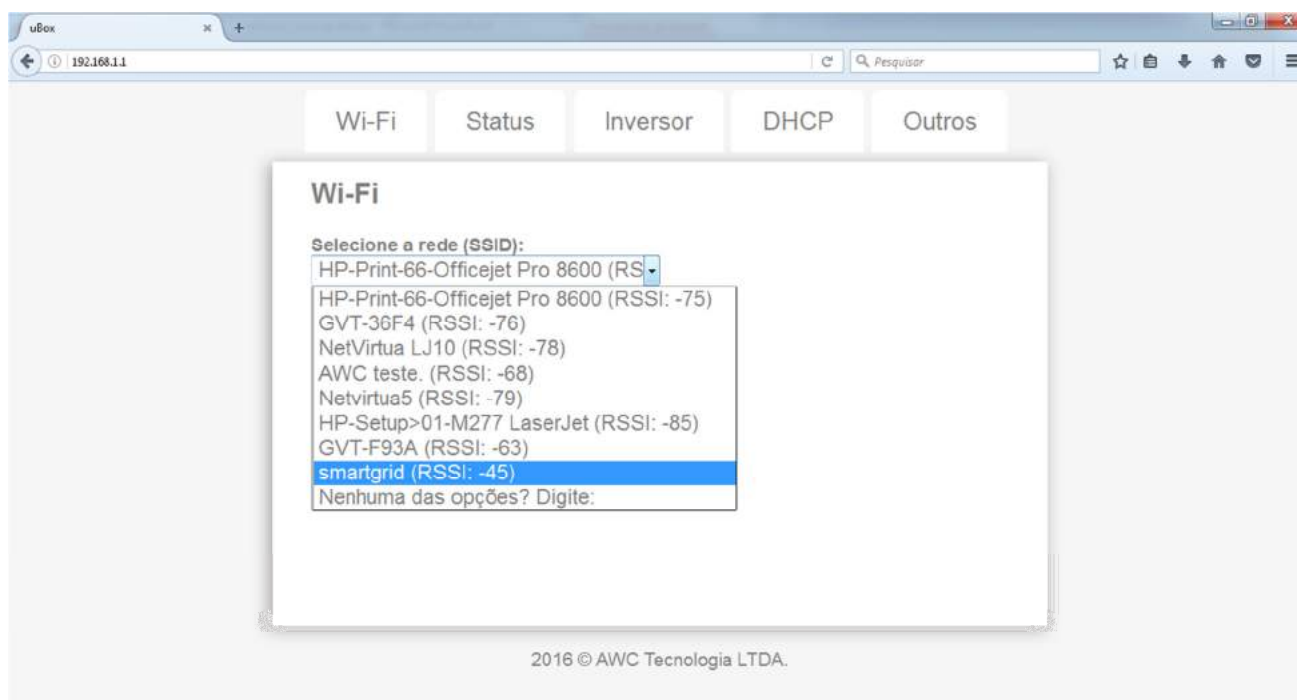 uBox
192.168.1.1
Pesquisar
Wi-Fi Status Inversor DHCP Outros
Wi-Fi
Selecione a rede (SSID):
HP-Print-66-Officejet Pro 8600 (RS
HP-Print-66-Officejet Pro 8600 (RSSI: -75)
GVT-36F4 (RSSI: -76)
NetVirtua LJ10 (RSSI: -78)
AWC teste. (RSSI: -68)
Netvirtua5 (RSSI: -79)
HP-Setup>01-M277 LaserJet (RSSI: -85)
GVT-F93A (RSSI: -63)
smartgrid (RSSI: -45)
Nenhuma das opções? Digite:
2016 © AWC Tecnologia LTDA.